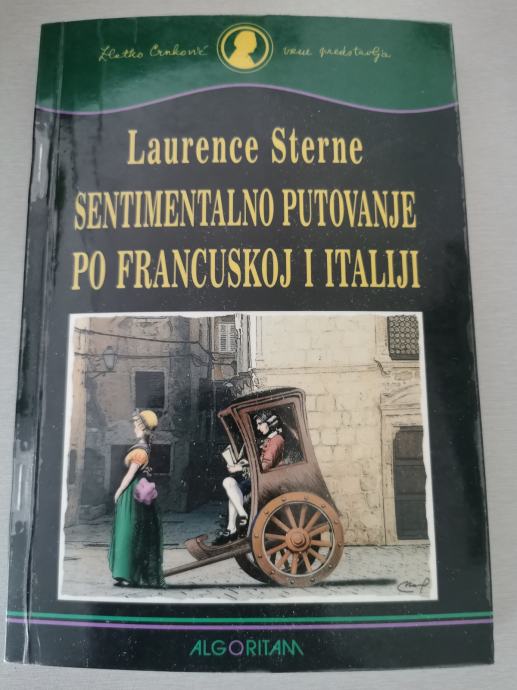 Zlatko Crnković vam predstavlja
Laurence Sterne
SENTIMENTALNO PUTOVANJE
PO FRANCUSKOJ I ITALIJI
ALGORITAM